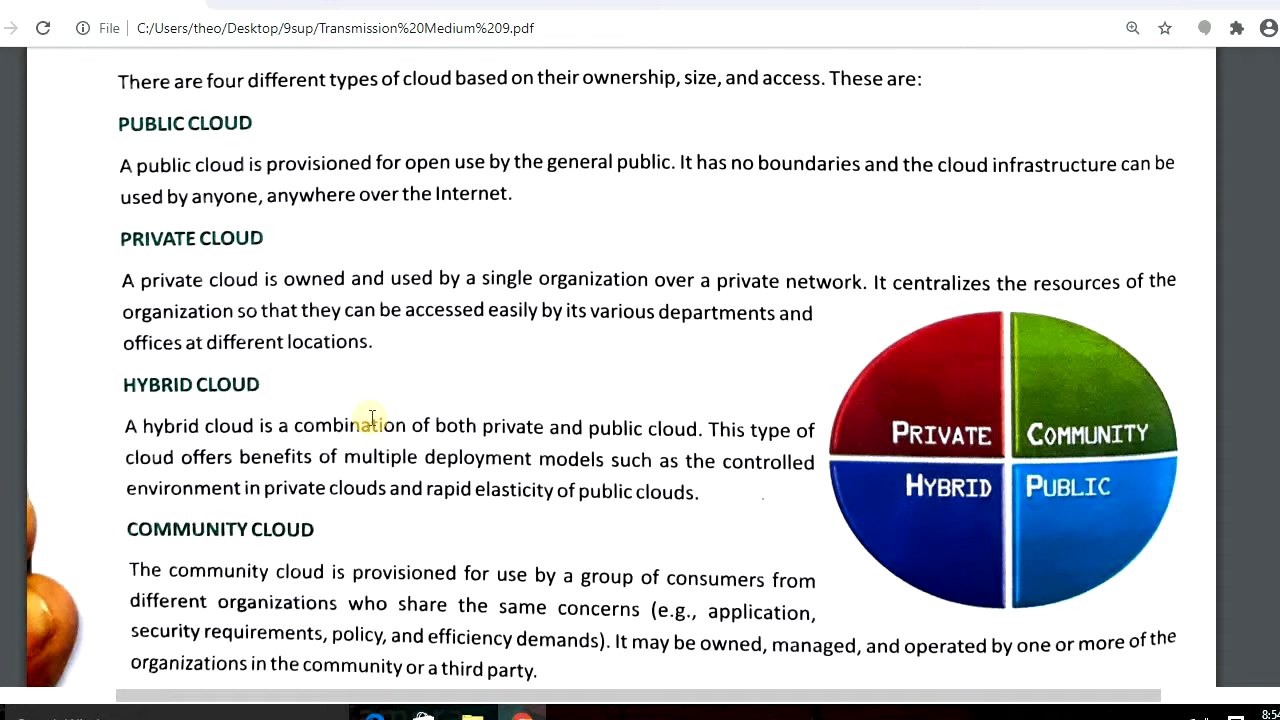 File | C:/Users/theo/Desktop/9sup/Transmission%20Medium%209.pdf
There are four different types of cloud based on their ownership, size, and access. These are:
PUBLIC CLOUD
A public cloud is provisioned for open use by the general public. It has no boundaries and the cloud infrastructure can be
used by anyone, anywhere over the Internet.
PRIVATE CLOUD
A private cloud is owned and used by a single organization over a private network. It centralizes the resources of the
organization so that they can be accessed easily by its various departments and
offices at different locations.
HYBRID CLOUD
A hybrid cloud is a combination of both private and public cloud. This type of
cloud offers benefits of multiple deployment models such as the controlled
environment in private clouds and rapid elasticity of public clouds.
PRIVATE COMMUNITY
HYBRID PUBLIC
COMMUNITY CLOUD
The community cloud is provisioned for use by a group of consumers from
different organizations who share the same concerns (e.g., application,
security requirements, policy, and efficiency demands). It may be owned, managed, and operated by one or more of the
organizations in the community or a third party.